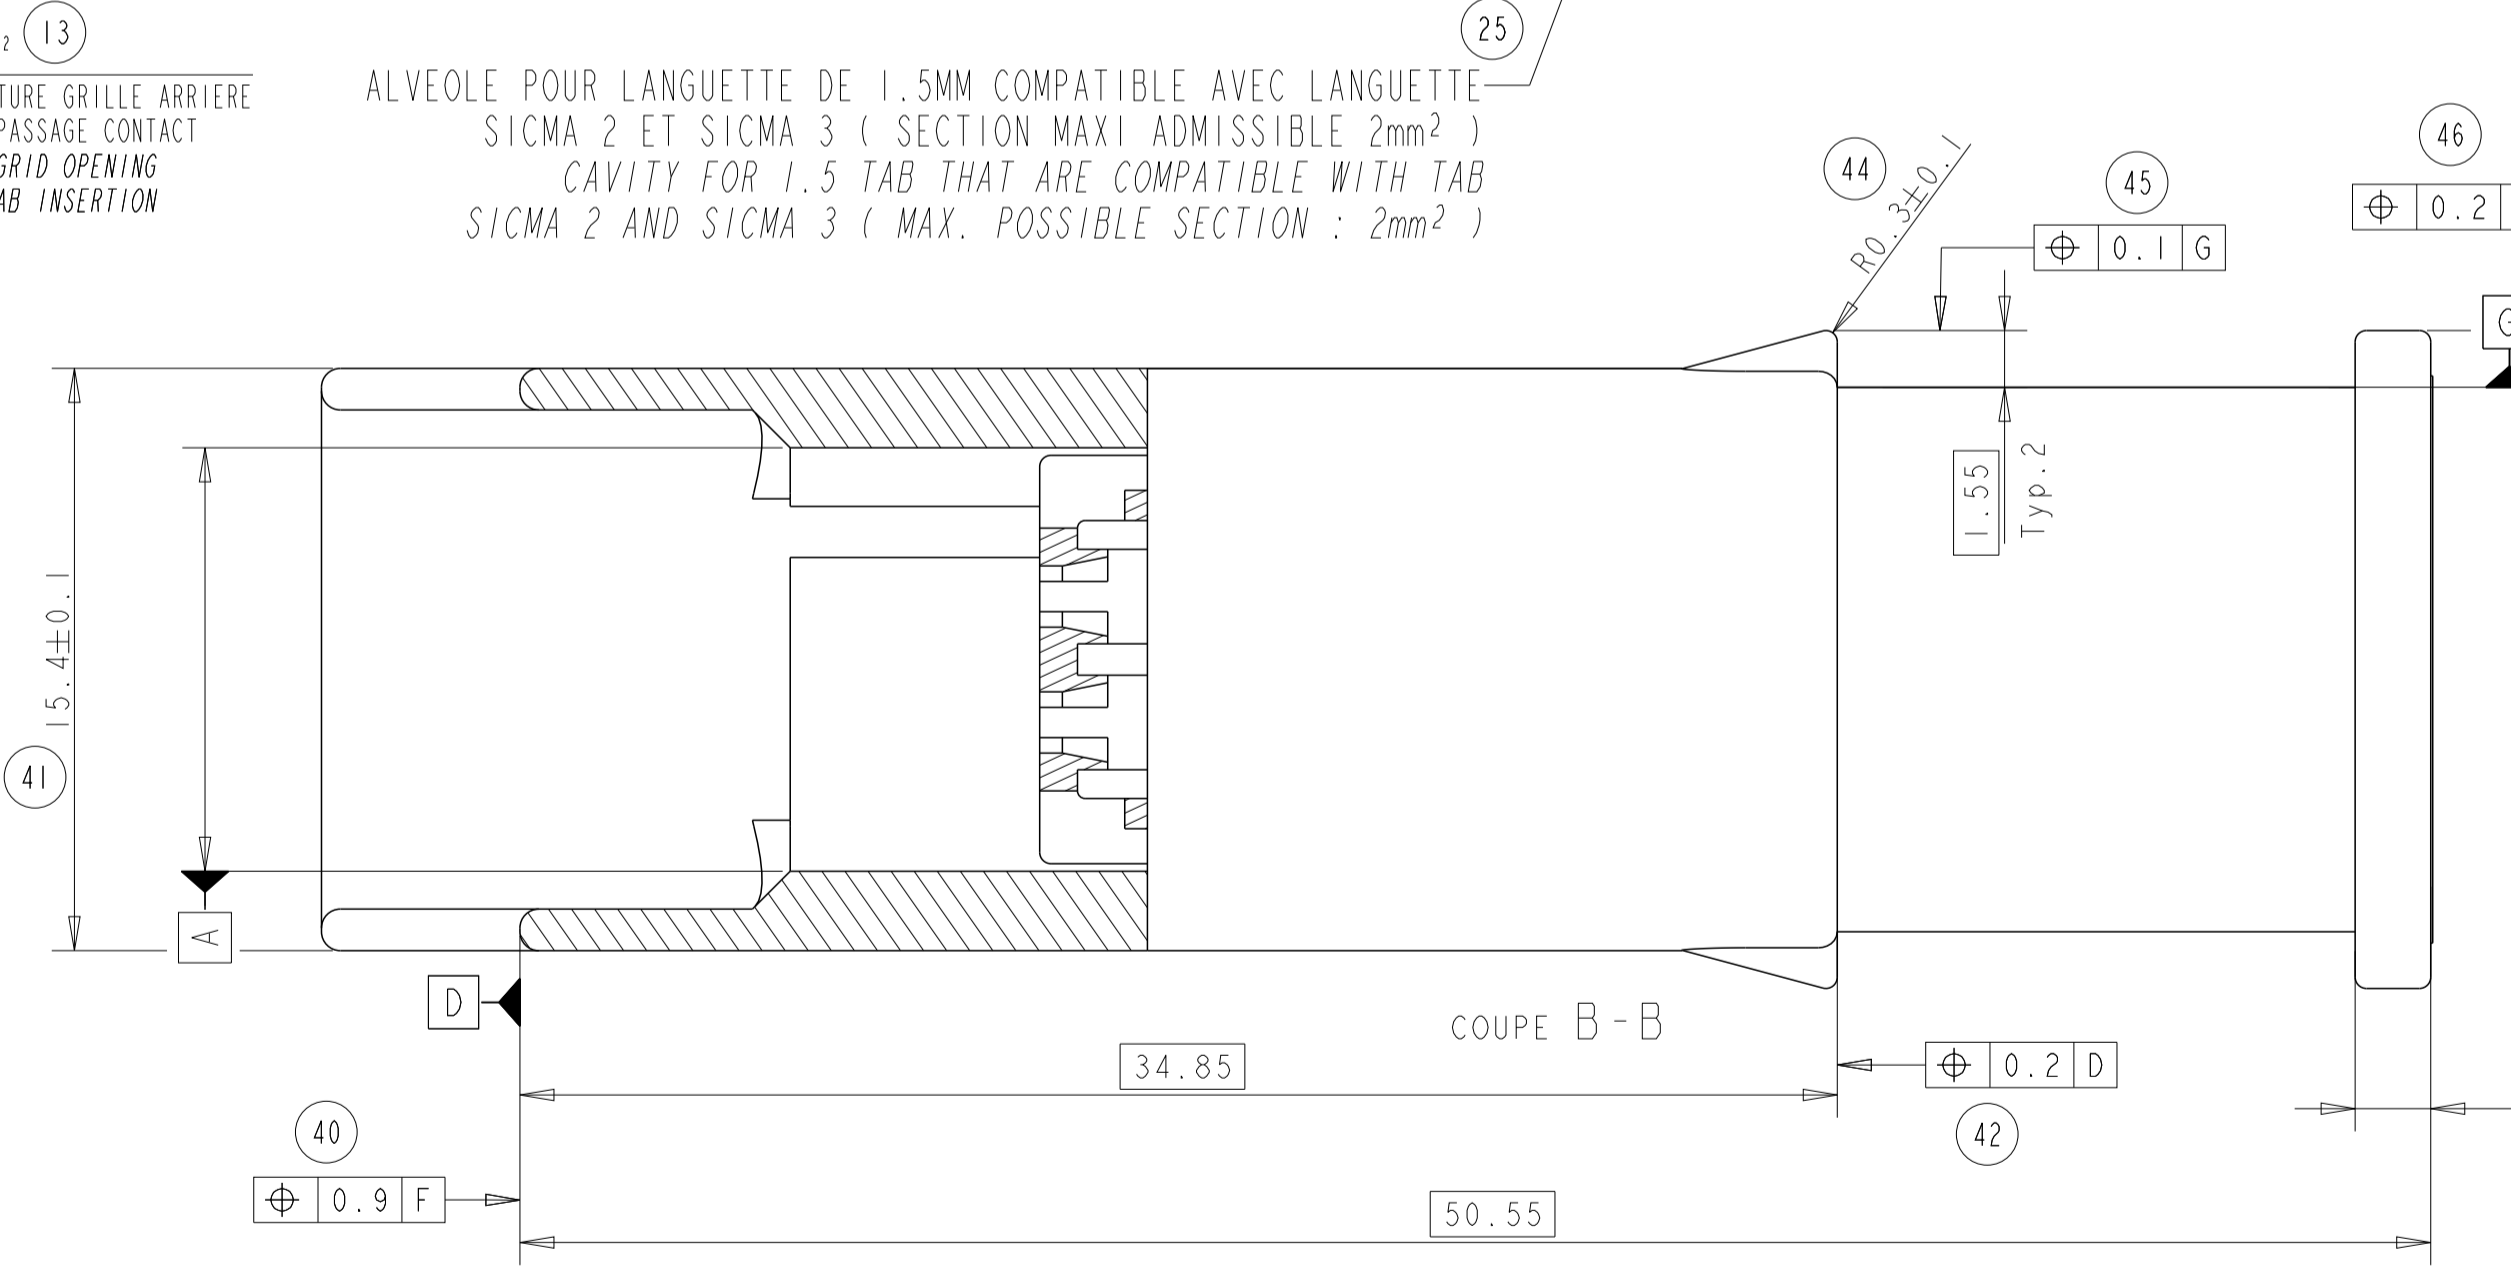 2 13
TURE GRILLE ARRIERE
PASSAGE CONTACT
GRID OPENING
AB INSERTION
25
ALVEOLE POUR LANGUETTE DE 1.5MM COMPATIBLE AVEC LANGUETTE
SICMA 2 ET SICMA 3 ( SECTION MAXI ADMISSIBLE 2mm² )
CAVITY FOR 1.5 TAB THAT ARE COMPATIBLE WITH TAB
SICMA 2 AND SICMA 3 ( MAX. POSSIBLE SECTION : 2mm² )
44
R0.3±0.1
45
⌖ 0.1 G
46
⌖ 0.2
G
1.55
Typ.2
15.4±0.1
41
A
D
COUPE B-B
34.85
⌖ 0.2 D
42
40
⌖ 0.9 F
50.55